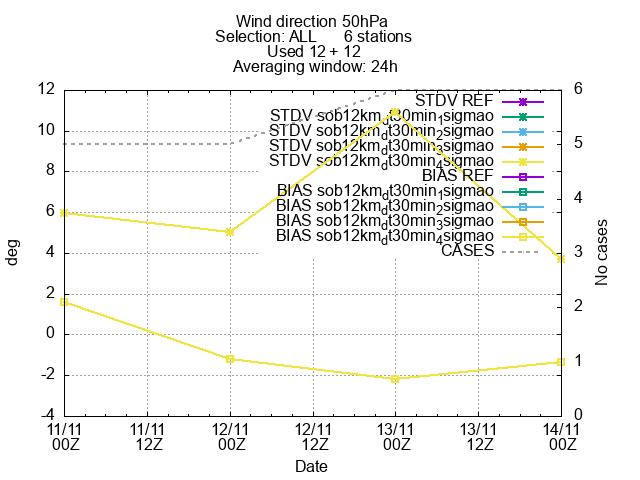 Wind direction 50hPa
Selection: ALL 6 stations
Used 12 + 12
Averaging window: 24h
12
10
8
6
4
2
0
-2
-4
deg
6
5
4
3
2
1
0
No cases
STDV REF
STDV sob12km_dt30min_1sigmao
STDV sob12km_dt30min_2sigmao
STDV sob12km_dt30min_3sigmao
STDV sob12km_dt30min_4sigmao
BIAS REF
BIAS sob12km_dt30min_1sigmao
BIAS sob12km_dt30min_2sigmao
BIAS sob12km_dt30min_3sigmao
BIAS sob12km_dt30min_4sigmao
CASES
11/11 11/11 12/11 12/11 13/11 13/11 14/11
00Z 12Z 00Z 12Z 00Z 12Z 00Z
Date